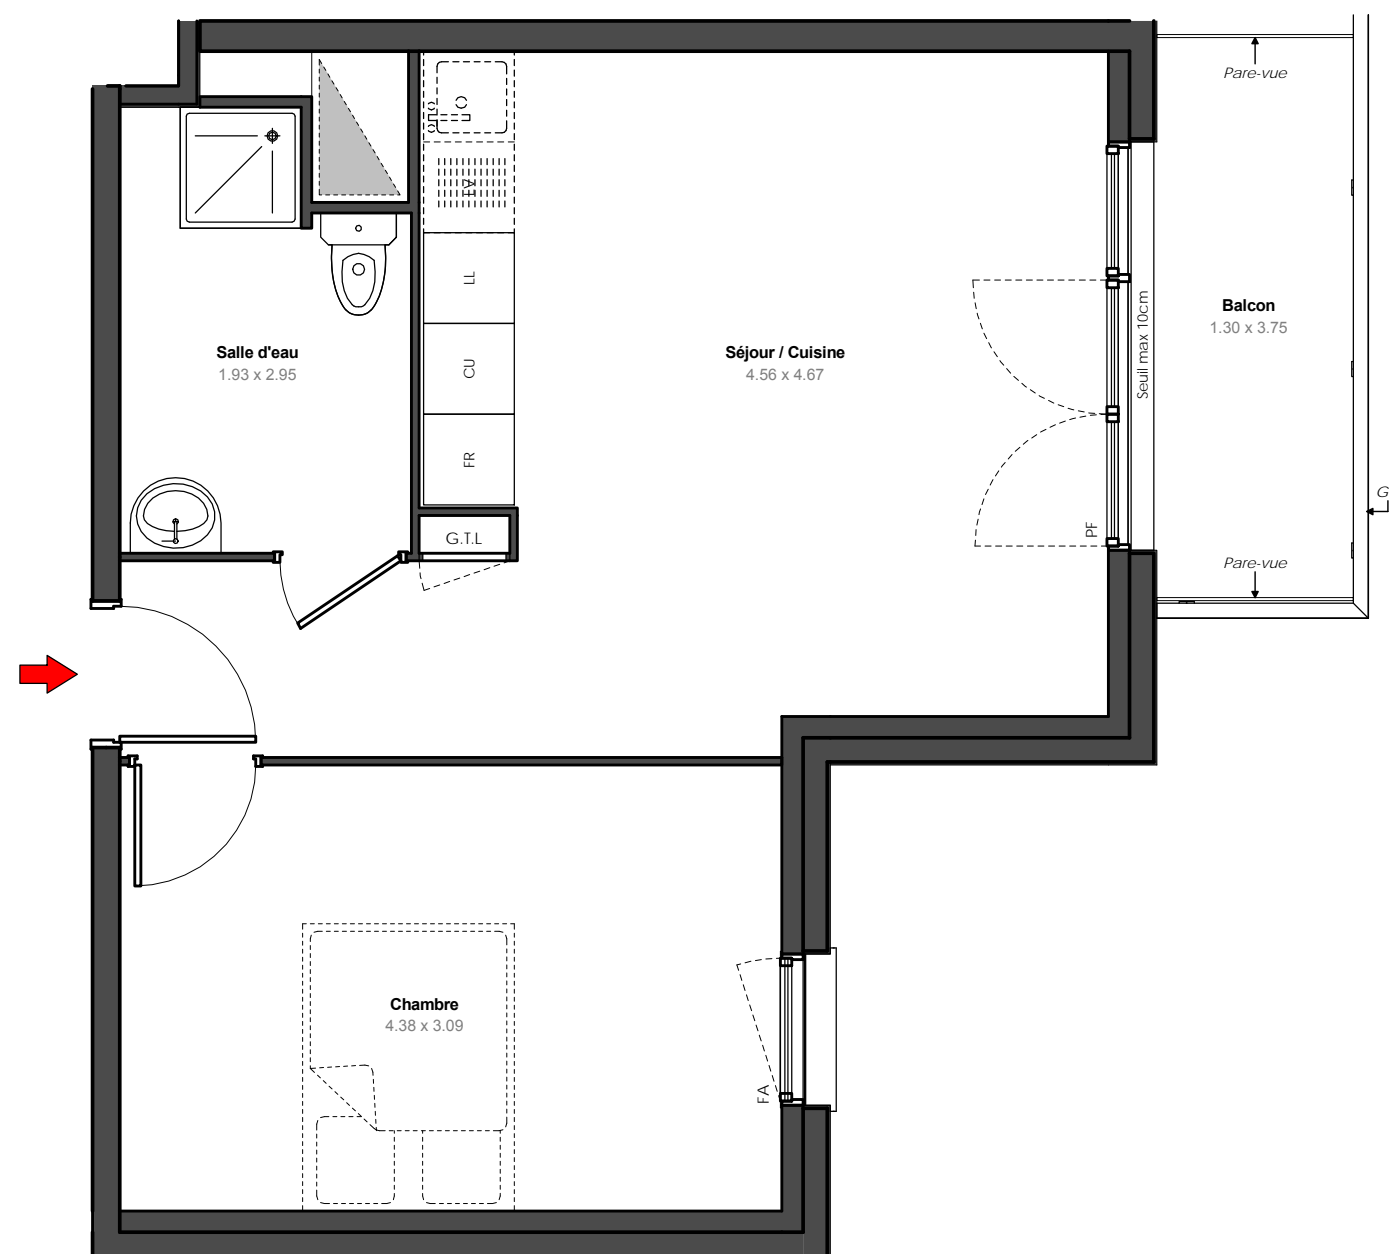 Pare-vue
LV
LL
CU
FR
G.T.L
Salle d'eau
1.93 x 2.95
Séjour / Cuisine
4.56 x 4.67
Seuil max 10cm
PF
Balcon
1.30 x 3.75
G
Pare-vue
Chambre
4.38 x 3.09
FA